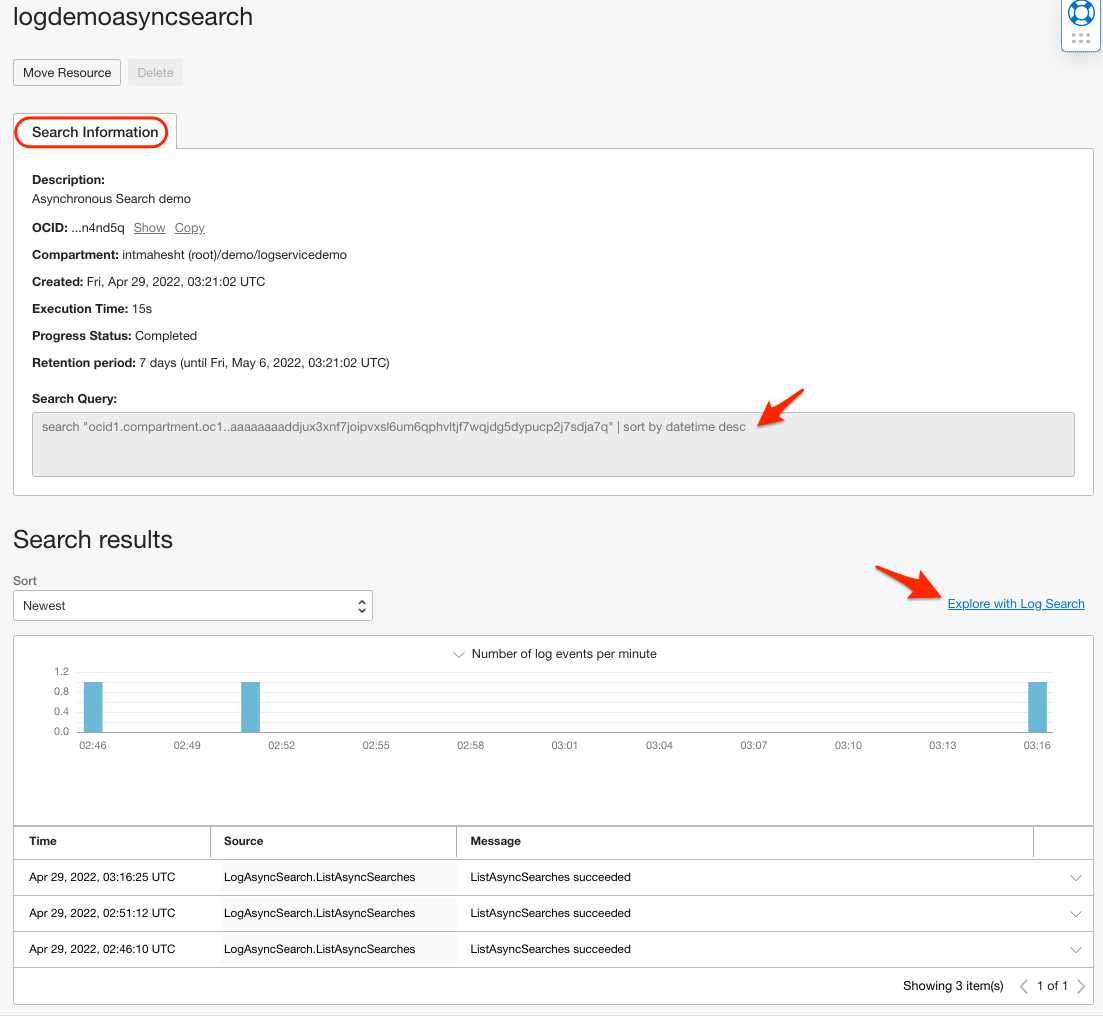 logdemoasyncsearch
Move Resource Delete
Search Information
Description:
Asynchronous Search demo
OCID: ...n4nd5q Show Copy
Compartment: intmahesht (root)/demo/logservicedemo
Created: Fri, Apr 29, 2022, 03:21:02 UTC
Execution Time: 15s
Progress Status: Completed
Retention period: 7 days (until Fri, May 6, 2022, 03:21:02 UTC)
Search Query:
search "ocid1.compartment.oc1..aaaaaaaaddjux3xnf7joipvxsl6um6qphvltjf7wqjdg5dypucp2j7sdja7q" | sort by datetime desc
Search results
Sort
Newest
Explore with Log Search
Number of log events per minute
1.2
0.8
0.4
0.0
02:46 02:49 02:52 02:55 02:58 03:01 03:04 03:07 03:10 03:13 03:16
Time Source Message
Apr 29, 2022, 03:16:25 UTC LogAsyncSearch.ListAsyncSearches ListAsyncSearches succeeded
Apr 29, 2022, 02:51:12 UTC LogAsyncSearch.ListAsyncSearches ListAsyncSearches succeeded
Apr 29, 2022, 02:46:10 UTC LogAsyncSearch.ListAsyncSearches ListAsyncSearches succeeded
Showing 3 item(s) 1 of 1